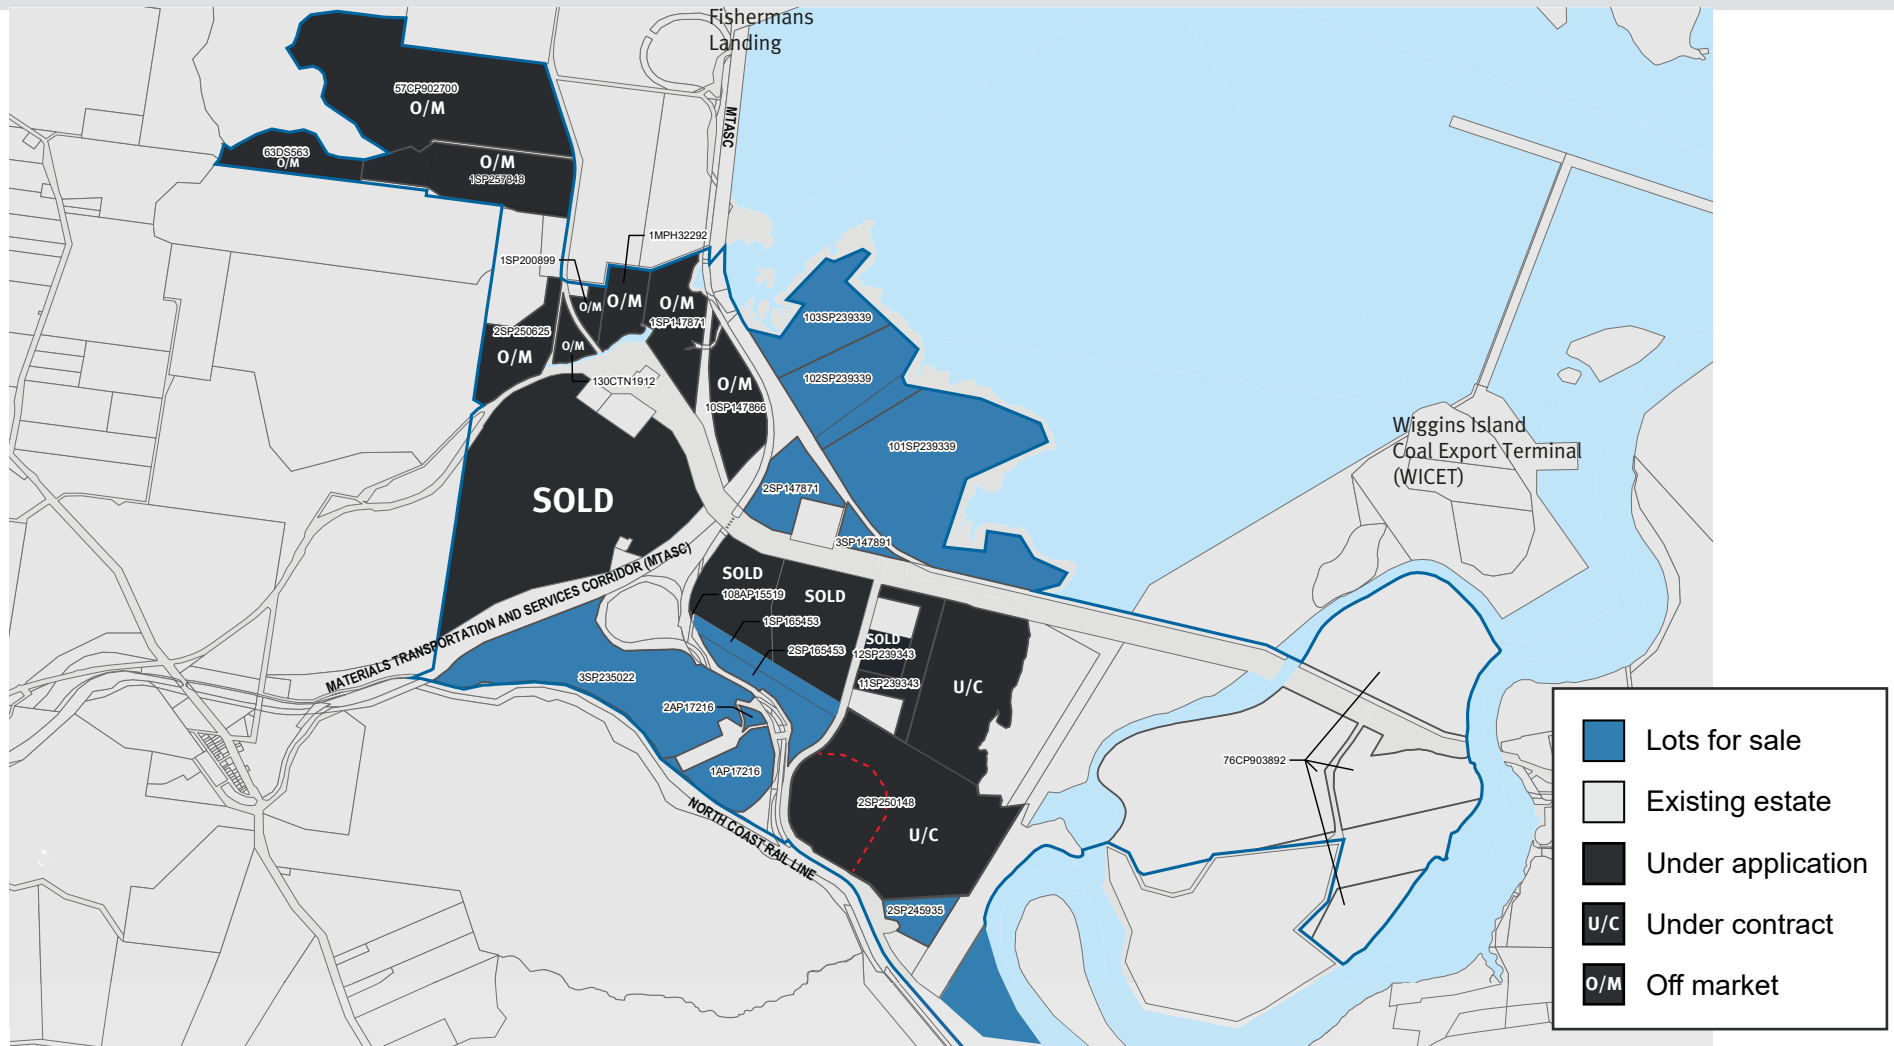 Fishermans
Landing
MTASC
57CP902700
O/M
63DS563
O/M
O/M
1SP257848
1MPH32292
1SP200899
O/M
O/M
O/M
1SP147871
2SP250625
O/M
O/M
130CTN1912
O/M
10SP147866
103SP239339
102SP239339
101SP239339
Wiggins Island
Coal Export Terminal
(WICET)
SOLD
2SP147871
3SP147891
MATERIALS TRANSPORTATION AND SERVICES CORRIDOR (MTASC)
SOLD
SOLD
108AP15519
1SP165453
2SP165453
SOLD
12SP239343
11SP239343
U/C
3SP235022
2AP17216
1AP17216
NORTH COAST RAIL LINE
2SP250148
U/C
2SP245935
76CP903892
Lots for sale
Existing estate
Under application
U/C
Under contract
O/M
Off market